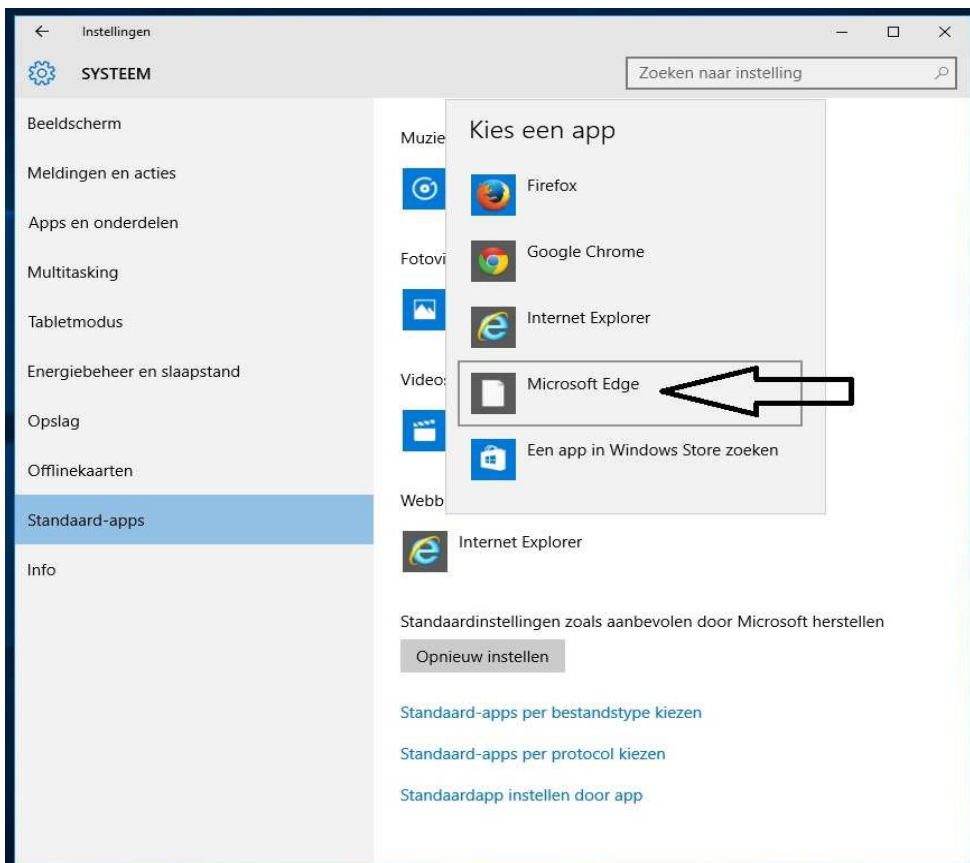 Instellingen
SYSTEEM
Zoeken naar instelling
Beeldscherm
Meldingen en acties
Apps en onderdelen
Multitasking
Tabletmodus
Energiebeheer en slaapstand
Opslag
Offlinekaarten
Standaard-apps
Info
Muzie
Fotovi
Video
Webb
Kies een app
Firefox
Google Chrome
Internet Explorer
Microsoft Edge
Een app in Windows Store zoeken
Internet Explorer
Standaardinstellingen zoals aanbevolen door Microsoft herstellen
Opnieuw instellen
Standaard-apps per bestandstype kiezen
Standaard-apps per protocol kiezen
Standaardapp instellen door app